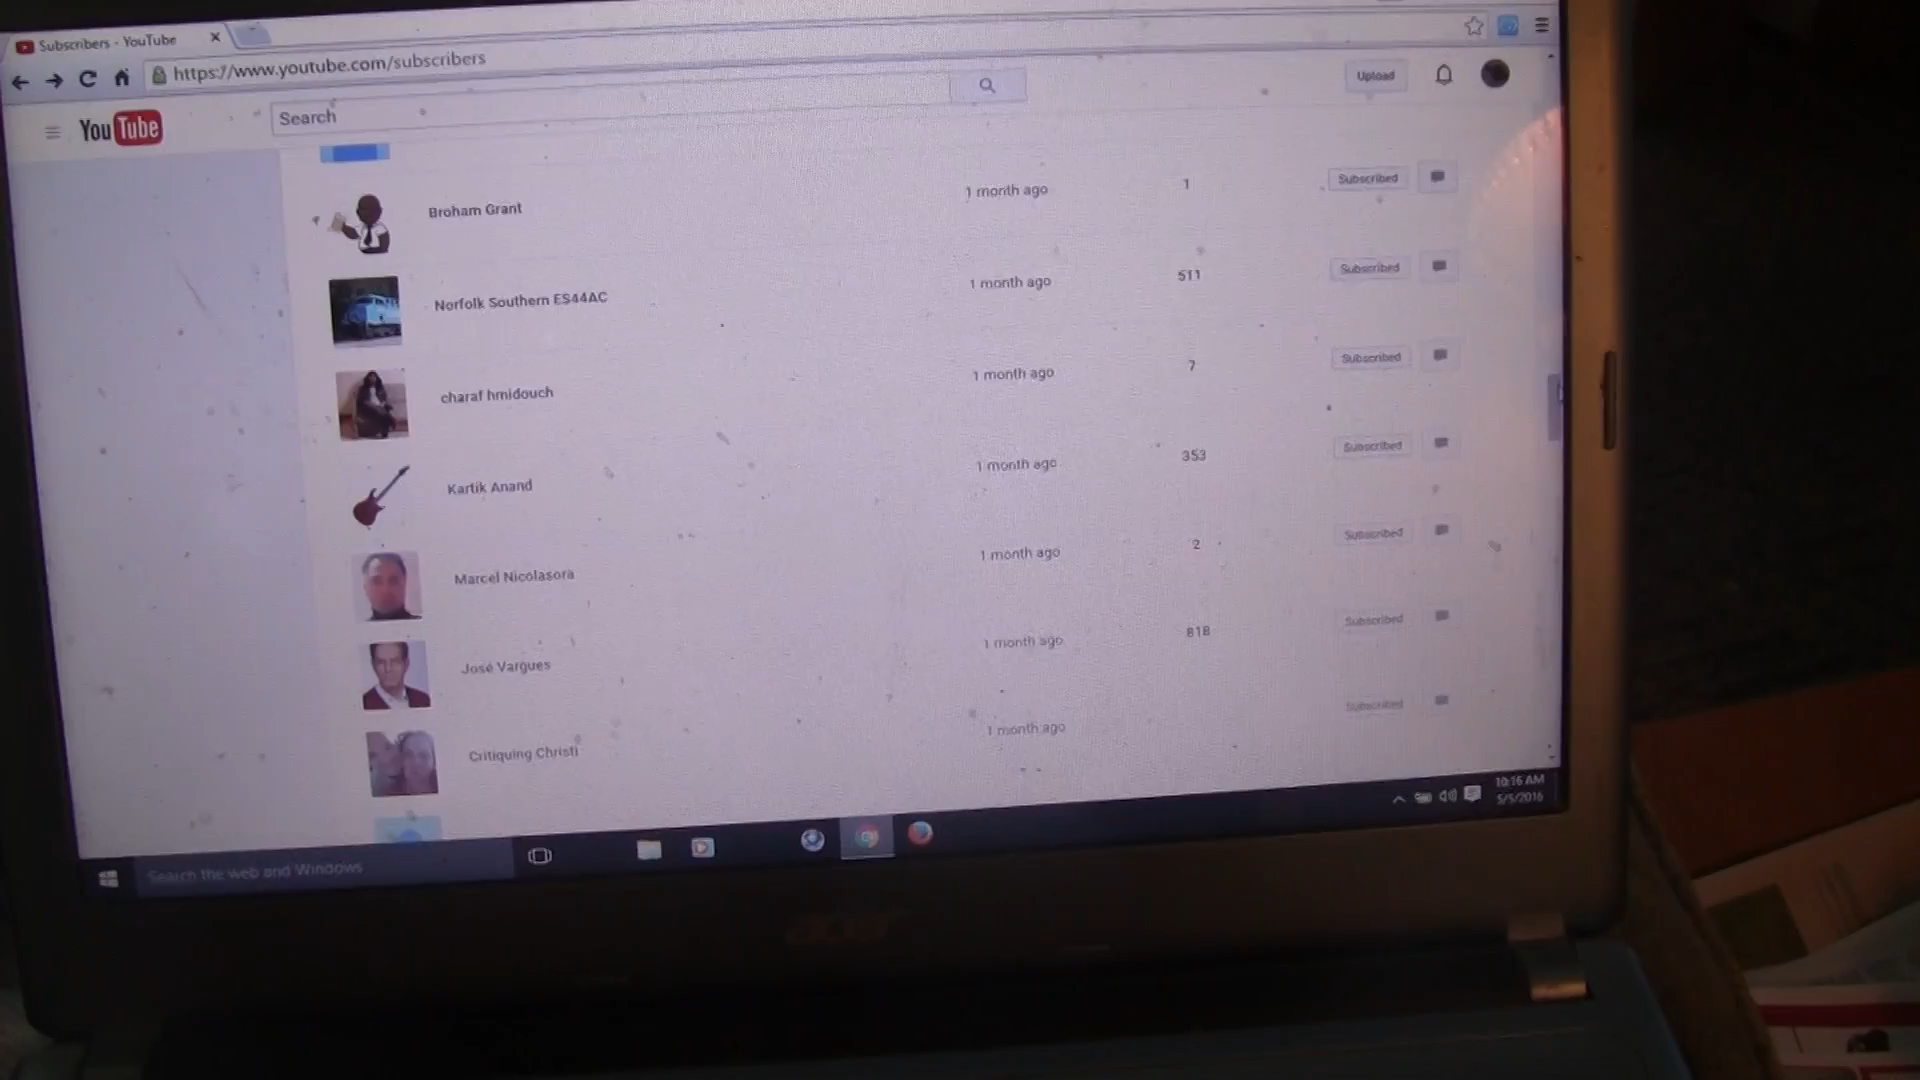 Subscribers - YouTube
https://www.youtube.com/subscribers
YouTube
Search
Upload
Broham Grant 1 month ago 1 Subscribed
Norfolk Southern ES44AC 1 month ago 511 Subscribed
charaf hmidouch 1 month ago 7 Subscribed
Kartik Anand 1 month ago 353 Subscribed
Marcel Nicolasora 1 month ago 2 Subscribed
José Vargues 1 month ago 818 Subscribed
Critiquing Christi 1 month ago Subscribed
10:16 AM
5/5/2016
Search the web and Windows
acer